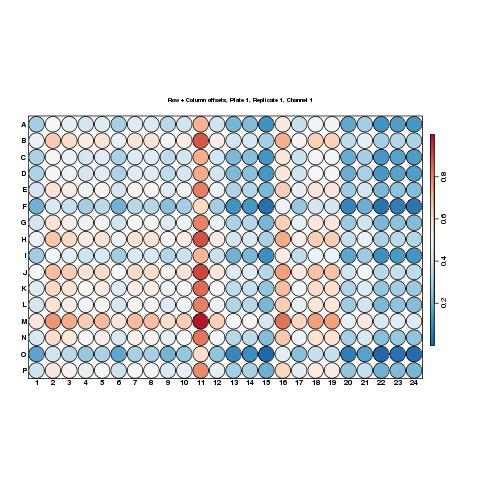 Row + Column offsets, Plate 1, Replicate 1, Channel 1
A
B
C
D
E
F
G
H
I
J
K
L
M
N
O
P
1 2 3 4 5 6 7 8 9 10 11 12 13 14 15 16 17 18 19 20 21 22 23 24
0.8
0.6
0.4
0.2